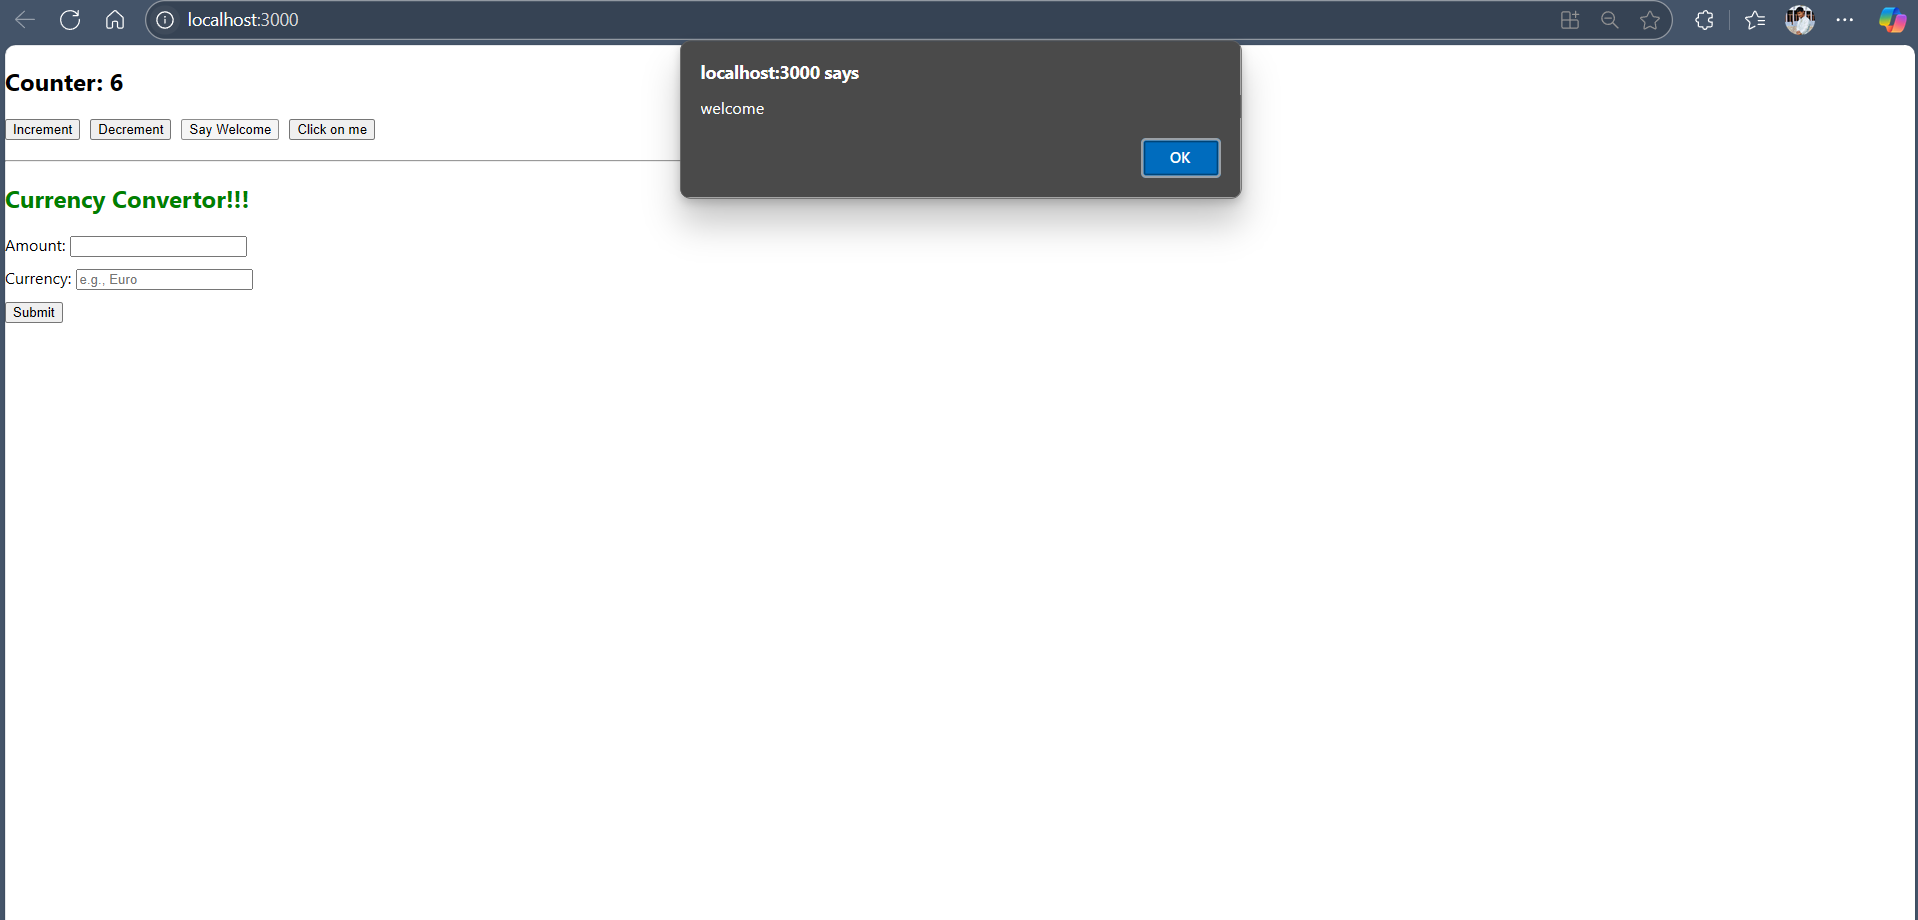 localhost:3000
localhost:3000 says
welcome
OK
Counter: 6
Increment Decrement Say Welcome Click on me
Currency Convertor!!!
Amount:
Currency: e.g., Euro
Submit